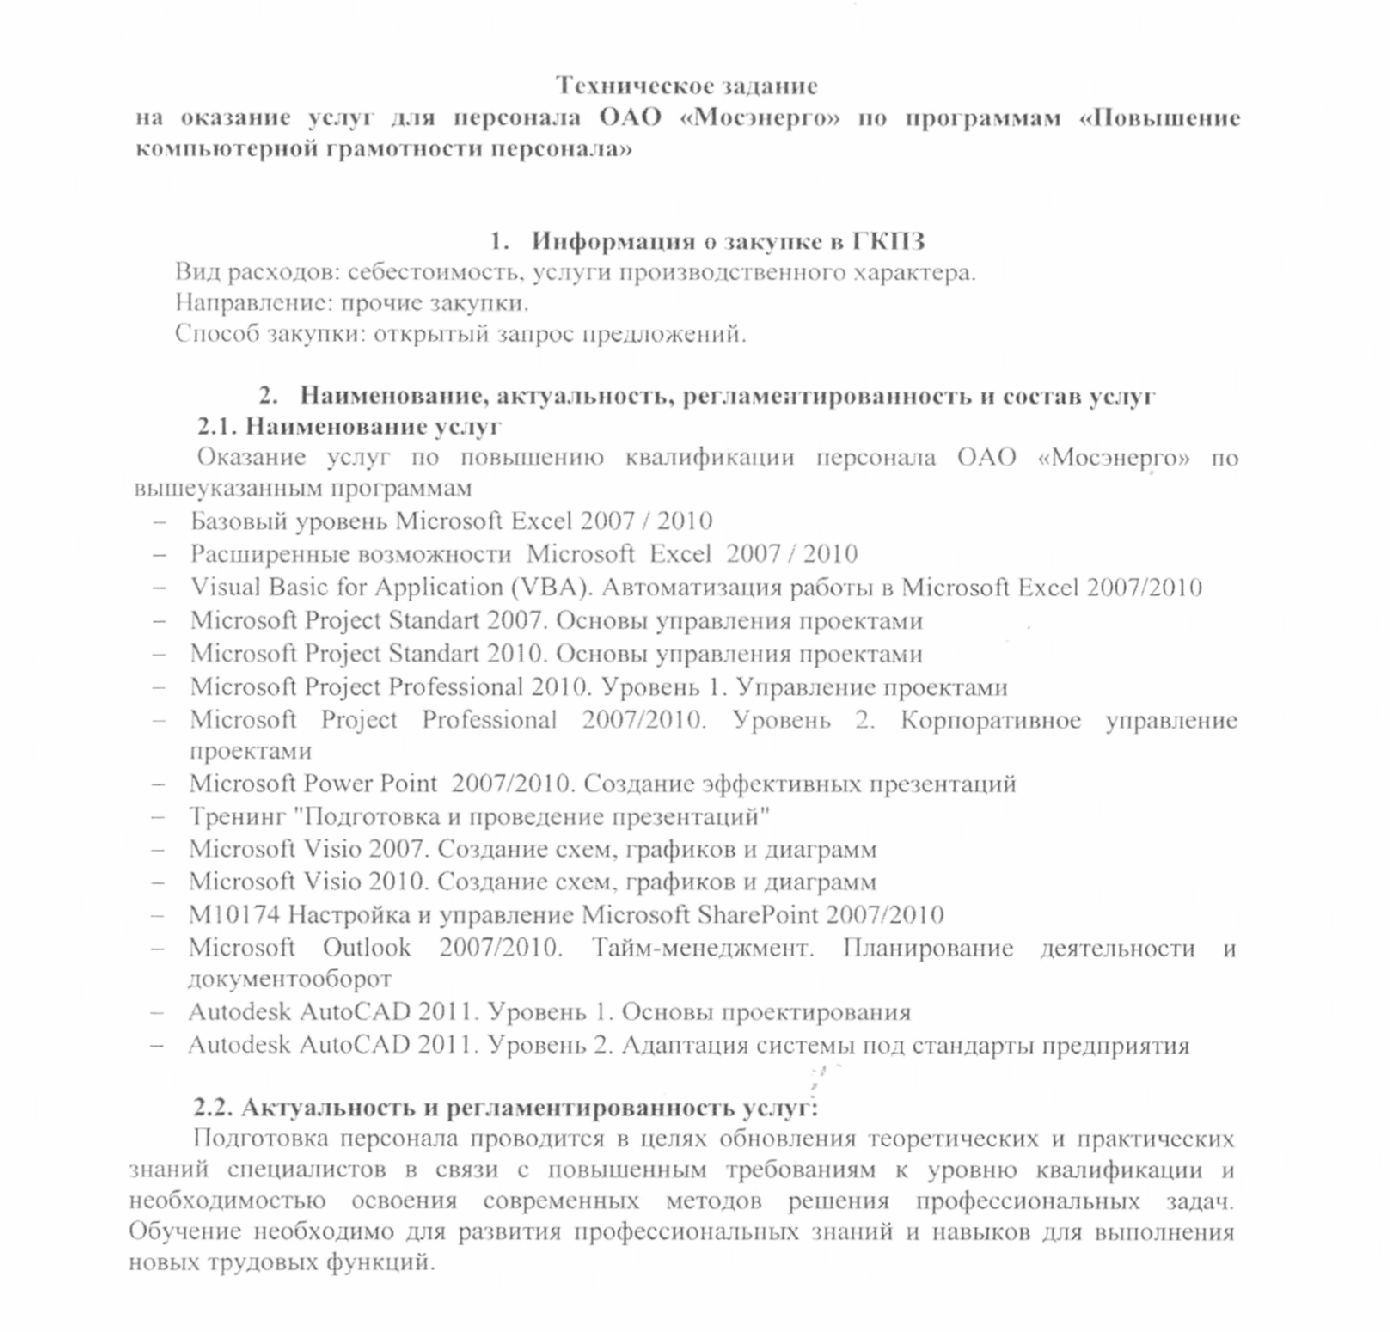 Техническое задание
на оказание услуг для персонала ОАО «Мосэнерго» по программам «Повышение
компьютерной грамотности персонала»
1. Информация о закупке в ГКПЗ
Вид расходов: себестоимость, услуги производственного характера.
Направление: прочие закупки.
Способ закупки: открытый запрос предложений.
2. Наименование, актуальность, регламентированность и состав услуг
2.1. Наименование услуг
Оказание услуг по повышению квалификации персонала ОАО «Мосэнерго» по
вышеуказанным программам
– Базовый уровень Microsoft Excel 2007 / 2010
– Расширенные возможности Microsoft Excel 2007 / 2010
– Visual Basic for Application (VBA). Автоматизация работы в Microsoft Excel 2007/2010
– Microsoft Project Standart 2007. Основы управления проектами
– Microsoft Project Standart 2010. Основы управления проектами
– Microsoft Project Professional 2010. Уровень 1. Управление проектами
– Microsoft Project Professional 2007/2010. Уровень 2. Корпоративное управление
проектами
– Microsoft Power Point 2007/2010. Создание эффективных презентаций
– Тренинг "Подготовка и проведение презентаций"
– Microsoft Visio 2007. Создание схем, графиков и диаграмм
– Microsoft Visio 2010. Создание схем, графиков и диаграмм
– M10174 Настройка и управление Microsoft SharePoint 2007/2010
– Microsoft Outlook 2007/2010. Тайм-менеджмент. Планирование деятельности и
документооборот
– Autodesk AutoCAD 2011. Уровень 1. Основы проектирования
– Autodesk AutoCAD 2011. Уровень 2. Адаптация системы под стандарты предприятия
2.2. Актуальность и регламентированность услуг:
Подготовка персонала проводится в целях обновления теоретических и практических
знаний специалистов в связи с повышенным требованиям к уровню квалификации и
необходимостью освоения современных методов решения профессиональных задач.
Обучение необходимо для развития профессиональных знаний и навыков для выполнения
новых трудовых функций.